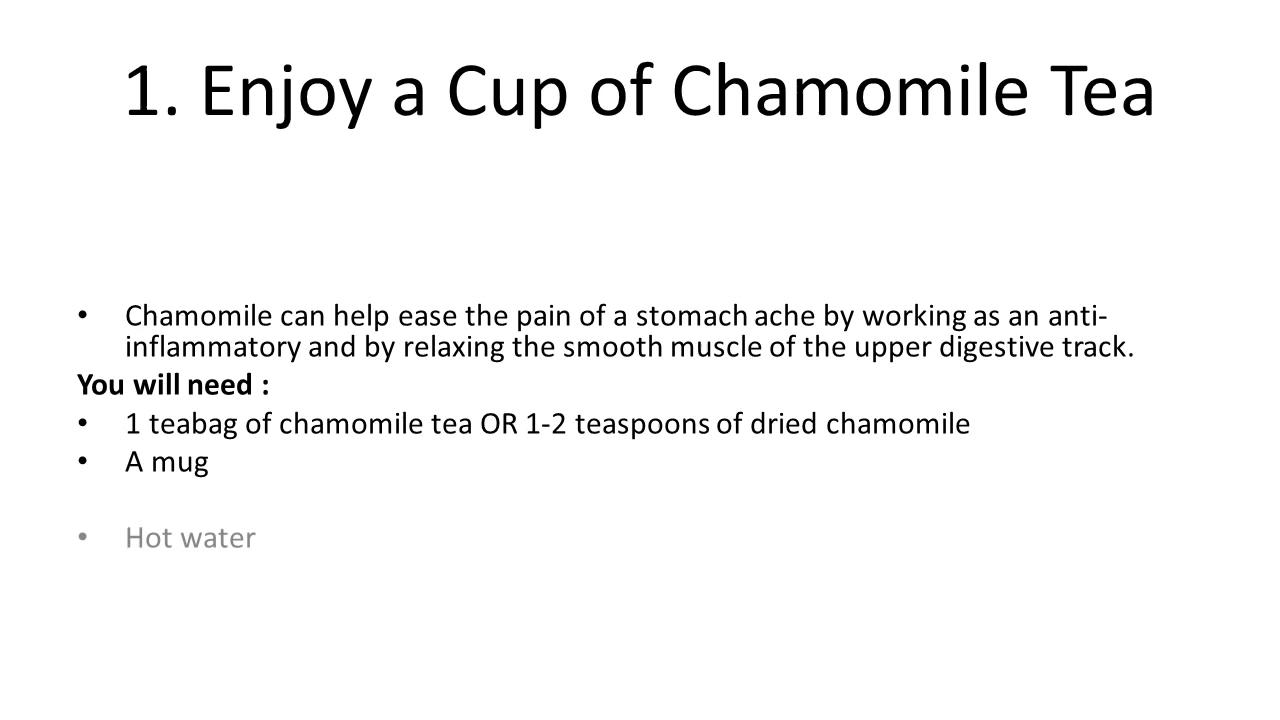 1. Enjoy a Cup of Chamomile Tea
• Chamomile can help ease the pain of a stomach ache by working as an anti-
inflammatory and by relaxing the smooth muscle of the upper digestive track.
You will need :
• 1 teabag of chamomile tea OR 1-2 teaspoons of dried chamomile
• A mug
• Hot water